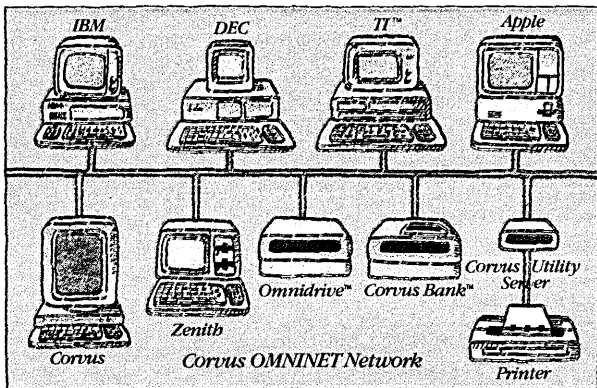 IBM
DEC
TI™
Apple
Omnidrive™
Corvus Bank™
Corvus Utility
Server
Zenith
Corvus
Corvus OMNINET Network
Printer